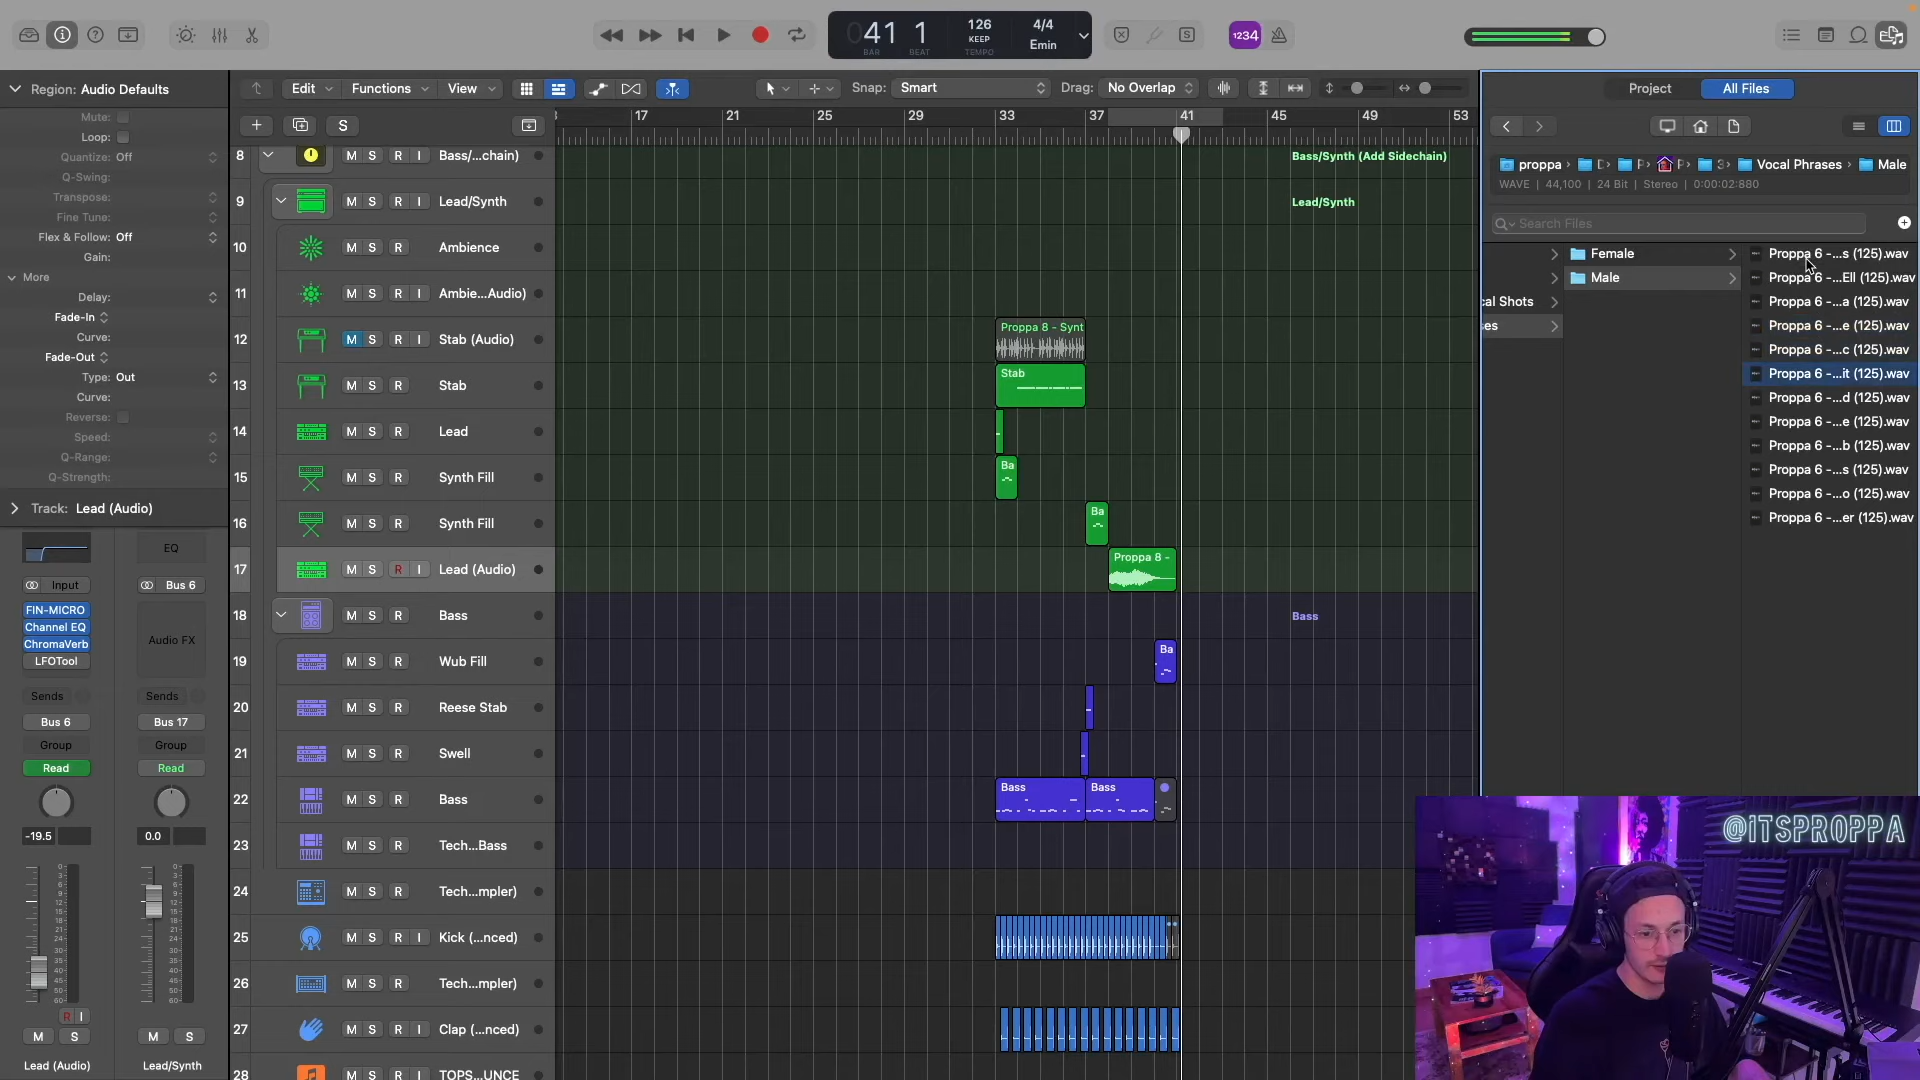 41 1
BAR BEAT
126
KEEP
TEMPO
4/4
Emin
1234
Region: Audio Defaults
Mute:
Loop:
Quantize: Off
Q-Swing:
Transpose:
Fine Tune:
Flex & Follow: Off
Gain:
More
Delay:
Fade-In
Curve:
Fade-Out
Type: Out
Curve:
Reverse:
Speed:
Q-Range:
Q-Strength:
Track: Lead (Audio)
EQ
Input Bus 6
FIN-MICRO
Channel EQ
ChromaVerb
LFOTool
Audio FX
Sends Sends
Bus 6 Bus 17
Group Group
Read Read
-19.5 0.0
R I
M S M S
Lead (Audio) Lead/Synth
Edit Functions View
Snap: Smart Drag: No Overlap
S
17 21 25 29 33 37 41 45 49 53
8 M S R I Bass/...chain) Bass/Synth (Add Sidechain)
9 M S R I Lead/Synth Lead/Synth
10 M S R Ambience
11 M S R I Ambie...Audio)
12 M S R I Stab (Audio) Proppa 8 - Synt
13 M S R Stab Stab
14 M S R Lead
15 M S R Synth Fill Ba
16 M S R Synth Fill Ba
17 M S R I Lead (Audio) Proppa 8 -
18 M S R Bass Bass
19 M S R Wub Fill Ba
20 M S R Reese Stab
21 M S R Swell
22 M S R Bass Bass Bass
23 M S R Tech...Bass
24 M S R Tech...mpler)
25 M S R I Kick (...nced)
26 M S R Tech...mpler)
27 M S R I Clap (...nced)
28 M S R I TOPS...UNCE
Project All Files
proppa Vocal Phrases Male
WAVE | 44,100 | 24 Bit | Stereo | 0:00:02:880
Search Files
Female Proppa 6 -...s (125).wav
Male Proppa 6 -...Ell (125).wav
cal Shots Proppa 6 -...a (125).wav
es Proppa 6 -...e (125).wav
Proppa 6 -...c (125).wav
Proppa 6 -...it (125).wav
Proppa 6 -...d (125).wav
Proppa 6 -...e (125).wav
Proppa 6 -...b (125).wav
Proppa 6 -...s (125).wav
Proppa 6 -...o (125).wav
Proppa 6 -...er (125).wav
@ITSPROPPA